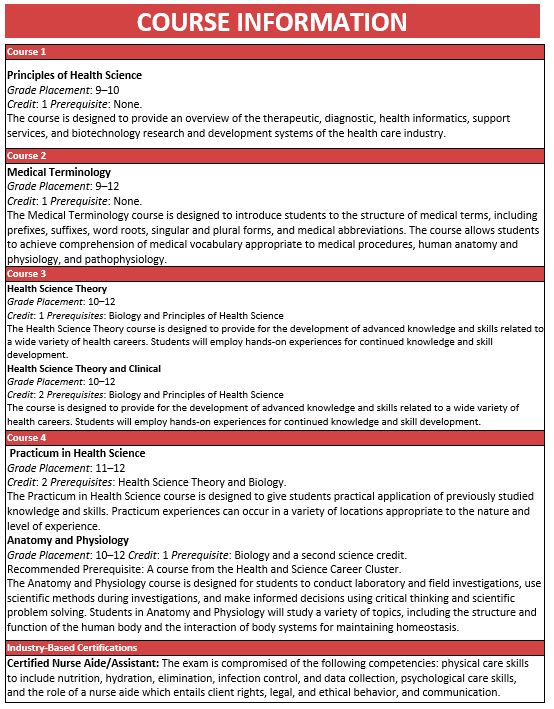 COURSE INFORMATION
Course 1
Principles of Health Science
Grade Placement: 9–10
Credit: 1 Prerequisite: None.
The course is designed to provide an overview of the therapeutic, diagnostic, health informatics, support
services, and biotechnology research and development systems of the health care industry.
Course 2
Medical Terminology
Grade Placement: 9–12
Credit: 1 Prerequisite: None.
The Medical Terminology course is designed to introduce students to the structure of medical terms, including
prefixes, suffixes, word roots, singular and plural forms, and medical abbreviations. The course allows students
to achieve comprehension of medical vocabulary appropriate to medical procedures, human anatomy and
physiology, and pathophysiology.
Course 3
Health Science Theory
Grade Placement: 10–12
Credit: 1 Prerequisites: Biology and Principles of Health Science
The Health Science Theory course is designed to provide for the development of advanced knowledge and skills related to
a wide variety of health careers. Students will employ hands-on experiences for continued knowledge and skill
development.
Health Science Theory and Clinical
Grade Placement: 10–12
Credit: 2 Prerequisites: Biology and Principles of Health Science
The course is designed to provide for the development of advanced knowledge and skills related to a wide variety of
health careers. Students will employ hands-on experiences for continued knowledge and skill development.
Course 4
Practicum in Health Science
Grade Placement: 11–12
Credit: 2 Prerequisites: Health Science Theory and Biology.
The Practicum in Health Science course is designed to give students practical application of previously studied
knowledge and skills. Practicum experiences can occur in a variety of locations appropriate to the nature and
level of experience.
Anatomy and Physiology
Grade Placement: 10–12 Credit: 1 Prerequisite: Biology and a second science credit.
Recommended Prerequisite: A course from the Health and Science Career Cluster.
The Anatomy and Physiology course is designed for students to conduct laboratory and field investigations, use
scientific methods during investigations, and make informed decisions using critical thinking and scientific
problem solving. Students in Anatomy and Physiology will study a variety of topics, including the structure and
function of the human body and the interaction of body systems for maintaining homeostasis.
Industry-Based Certifications
Certified Nurse Aide/Assistant: The exam is compromised of the following competencies: physical care skills
to include nutrition, hydration, elimination, infection control, and data collection, psychological care skills,
and the role of a nurse aide which entails client rights, legal, and ethical behavior, and communication.